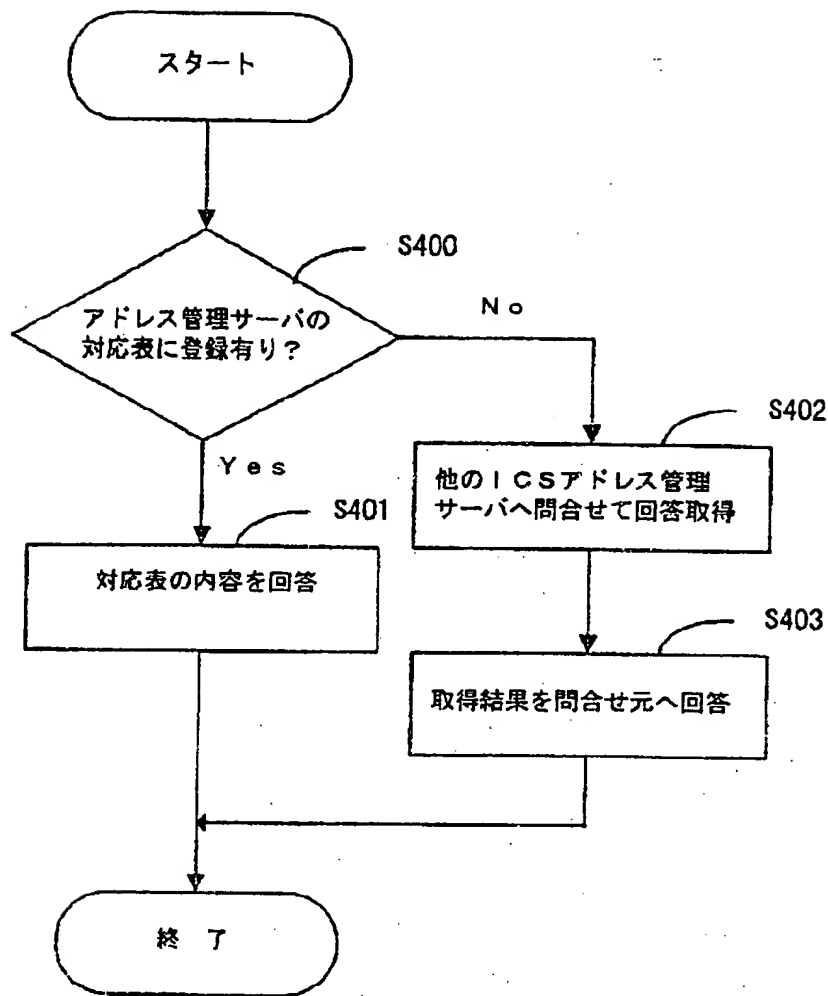 スタート
S400
アドレス管理サーバの
対応表に登録有り？
No
Yes
S402
他のICSアドレス管理
サーバへ問合せて回答取得
S401
対応表の内容を回答
S403
取得結果を問合せ元へ回答
終 了